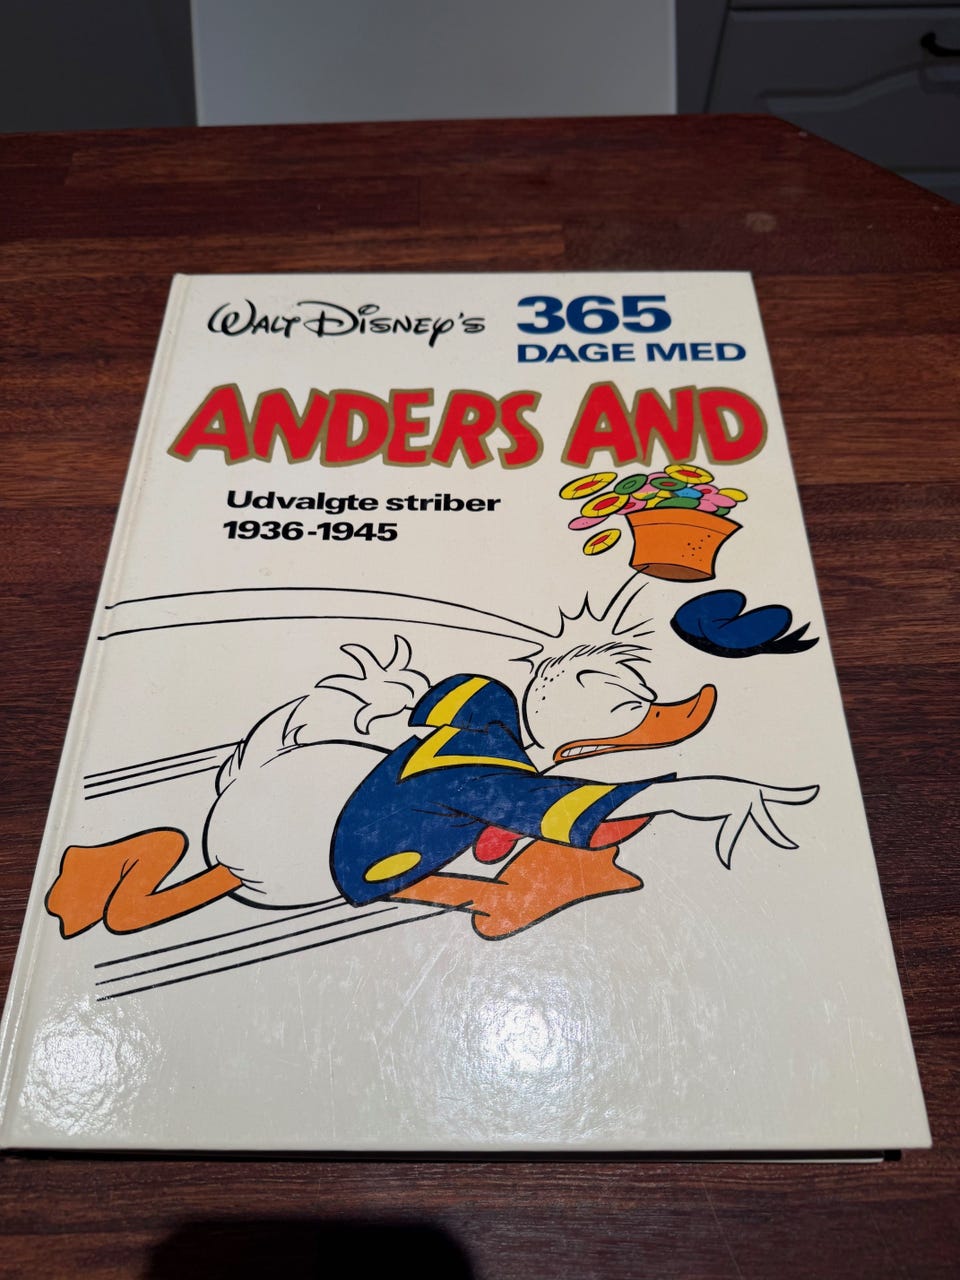 WALT DISNEY'S
365
DAGE MED
ANDERS AND
Udvalgte striber
1936-1945